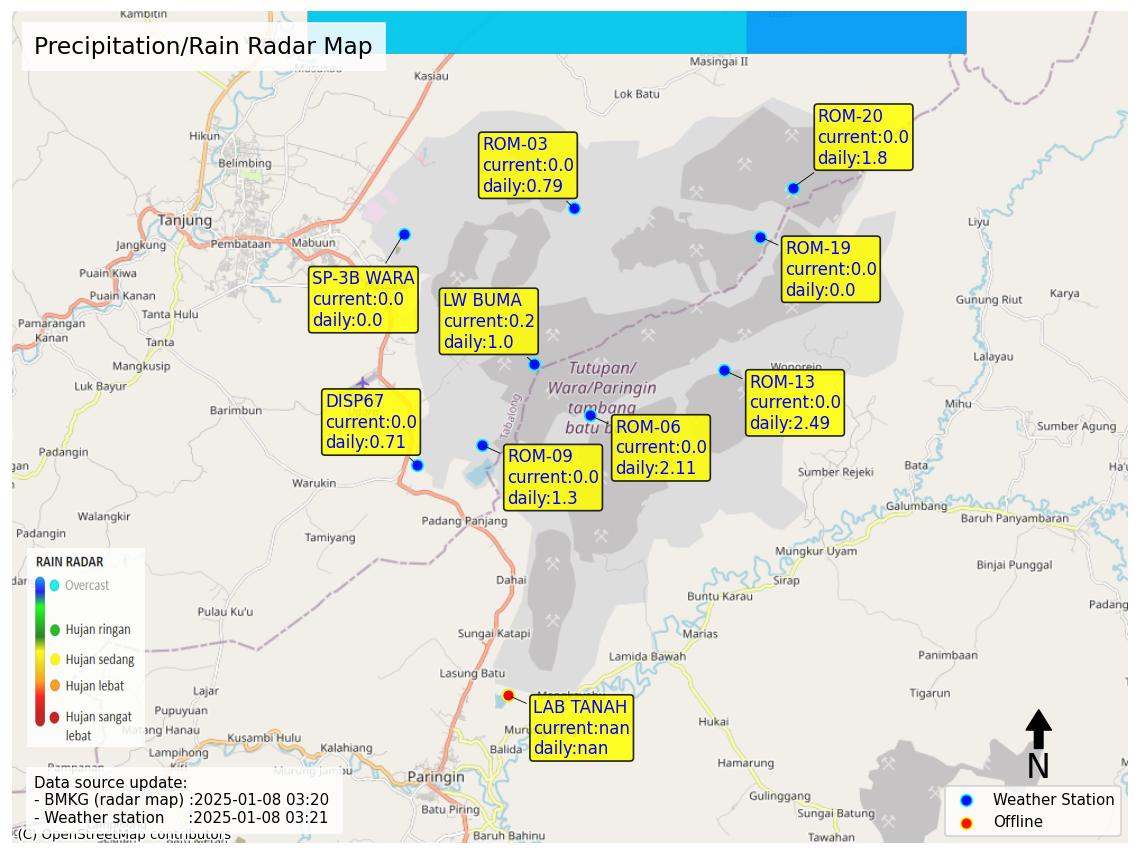 Precipitation/Rain Radar Map
Kambitin
Masukau
Kasiau
Masingai II
Lok Batu
Hikun
Belimbing
Tanjung
Jangkung
Pembataan
Mabuun
Puain Kiwa
Puain Kanan
Tanta Hulu
Pamarangan
Kanan
Tanta
Mangkusip
Luk Bayur
Barimbun
Padangin
Warukin
Walangkir
Padangin
Tamiyang
Padang Panjang
Dahai
Pulau Ku'u
Sungai Katapi
Lasung Batu
Lajar
Pupuyuan
Matang Hanau
Lampihong
Kusambi Hulu
Kalahiang
Murung Jambu
Paringin
Batu Piring
Baruh Bahinu
Balida
Liyu
Gunung Riut
Karya
Lalayau
Mihu
Sumber Agung
Wonorejo
Sumber Rejeki
Bata
Galumbang
Baruh Panyambaran
Mungkur Uyam
Binjai Punggal
Sirap
Buntu Karau
Marias
Lamida Bawah
Panimbaan
Tigarun
Hukai
Hamarung
Gulinggang
Sungai Batung
Tawahan
Tabalong
Tutupan/
Wara/Paringin
tambang
ROM-03
current:0.0
daily:0.79
ROM-20
current:0.0
daily:1.8
ROM-19
current:0.0
daily:0.0
SP-3B WARA
current:0.0
daily:0.0
LW BUMA
current:0.2
daily:1.0
ROM-13
current:0.0
daily:2.49
DISP67
current:0.0
daily:0.71
ROM-06
current:0.0
daily:2.11
ROM-09
current:0.0
daily:1.3
LAB TANAH
current:nan
daily:nan
RAIN RADAR
Overcast
Hujan ringan
Hujan sedang
Hujan lebat
Hujan sangat
lebat
Data source update:
- BMKG (radar map) :2025-01-08 03:20
- Weather station :2025-01-08 03:21
(C) OpenStreetMap contributors
N
Weather Station
Offline